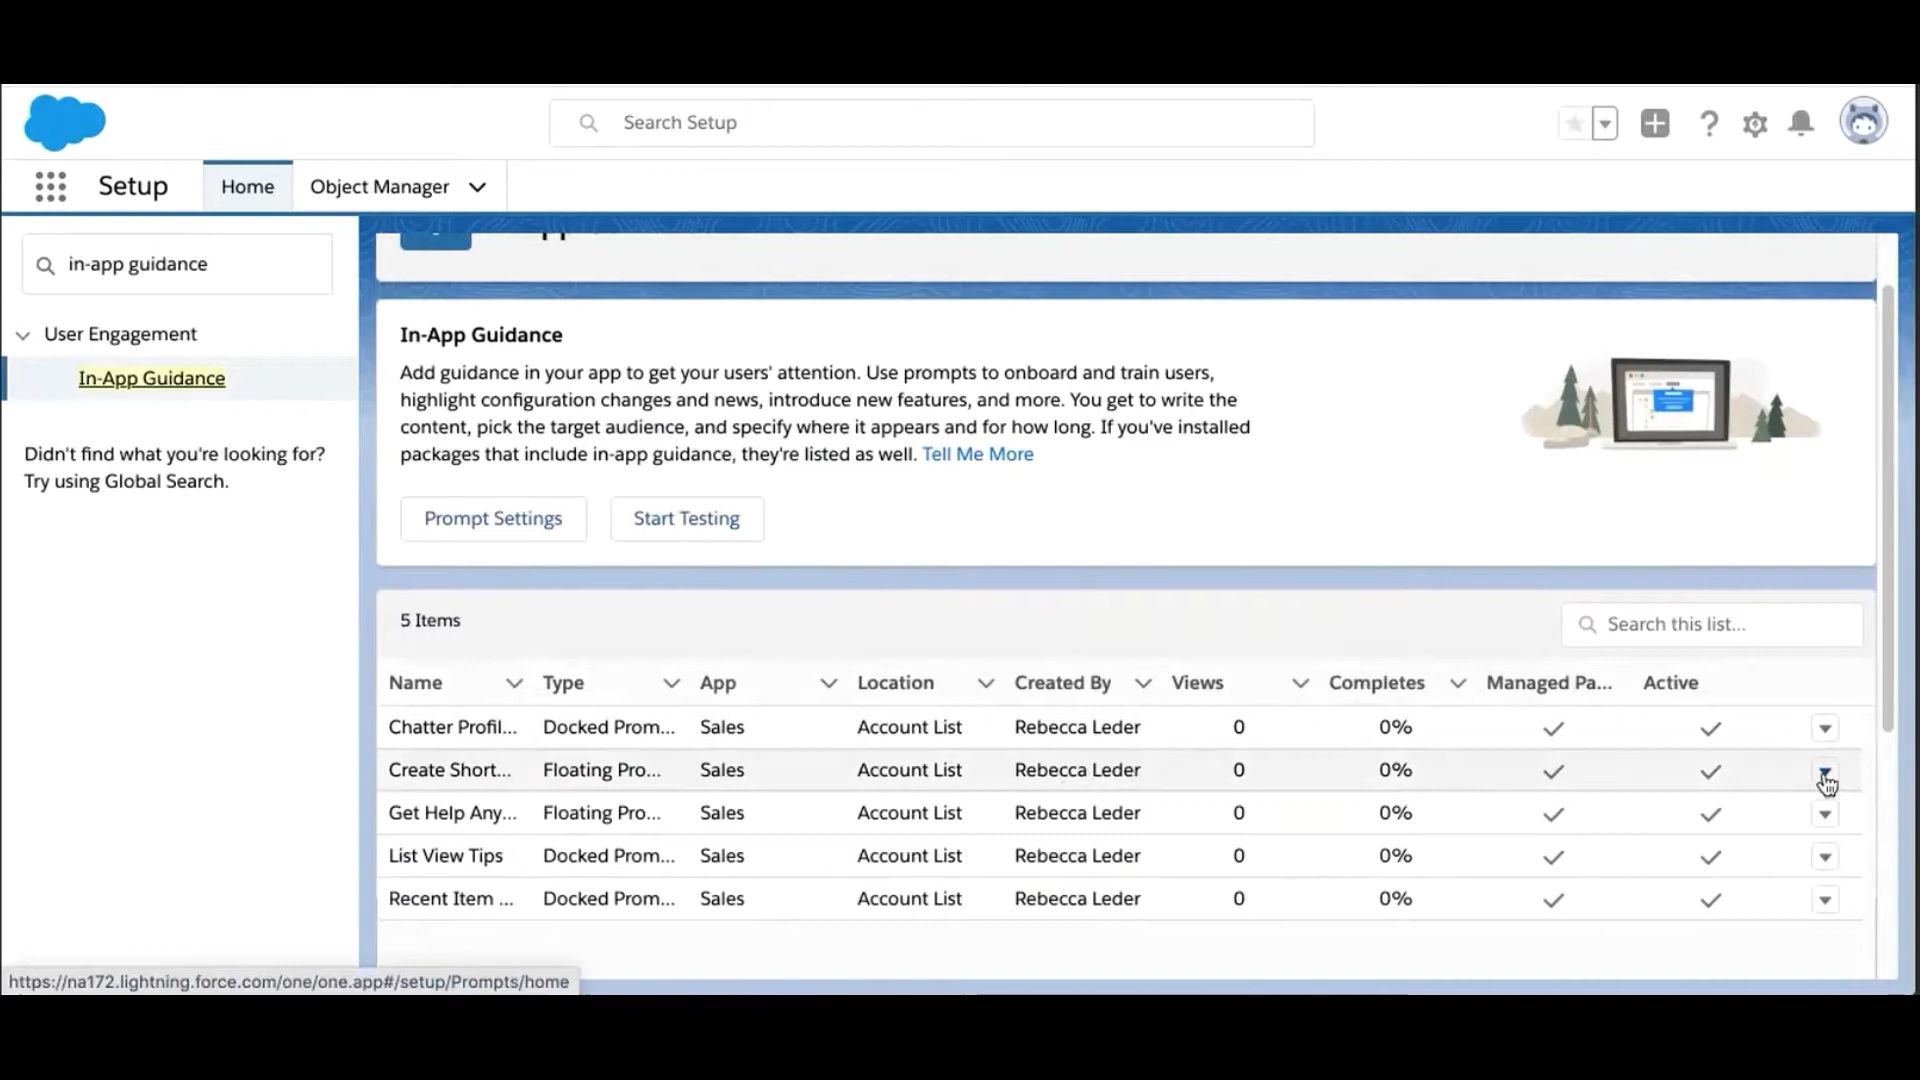 Search Setup
Setup
Home
Object Manager
in-app guidance
User Engagement
In-App Guidance
Didn't find what you're looking for?
Try using Global Search.
In-App Guidance
Add guidance in your app to get your users' attention. Use prompts to onboard and train users,
highlight configuration changes and news, introduce new features, and more. You get to write the
content, pick the target audience, and specify where it appears and for how long. If you've installed
packages that include in-app guidance, they're listed as well. Tell Me More
Prompt Settings
Start Testing
5 Items
Search this list...
Name Type App Location Created By Views Completes Managed Pa... Active
Chatter Profil... Docked Prom... Sales Account List Rebecca Leder 0 0%
Create Short... Floating Pro... Sales Account List Rebecca Leder 0 0%
Get Help Any... Floating Pro... Sales Account List Rebecca Leder 0 0%
List View Tips Docked Prom... Sales Account List Rebecca Leder 0 0%
Recent Item ... Docked Prom... Sales Account List Rebecca Leder 0 0%
https://na172.lightning.force.com/one/one.app#/setup/Prompts/home